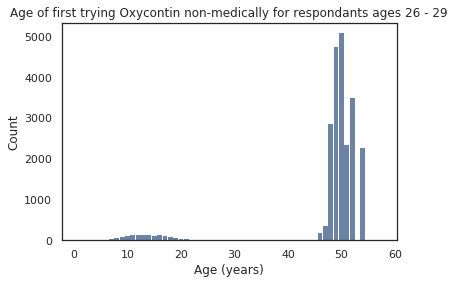 Age of first trying Oxycontin non-medically for respondants ages 26 - 29
5000
4000
3000
2000
1000
0
Count
0 10 20 30 40 50 60
Age (years)